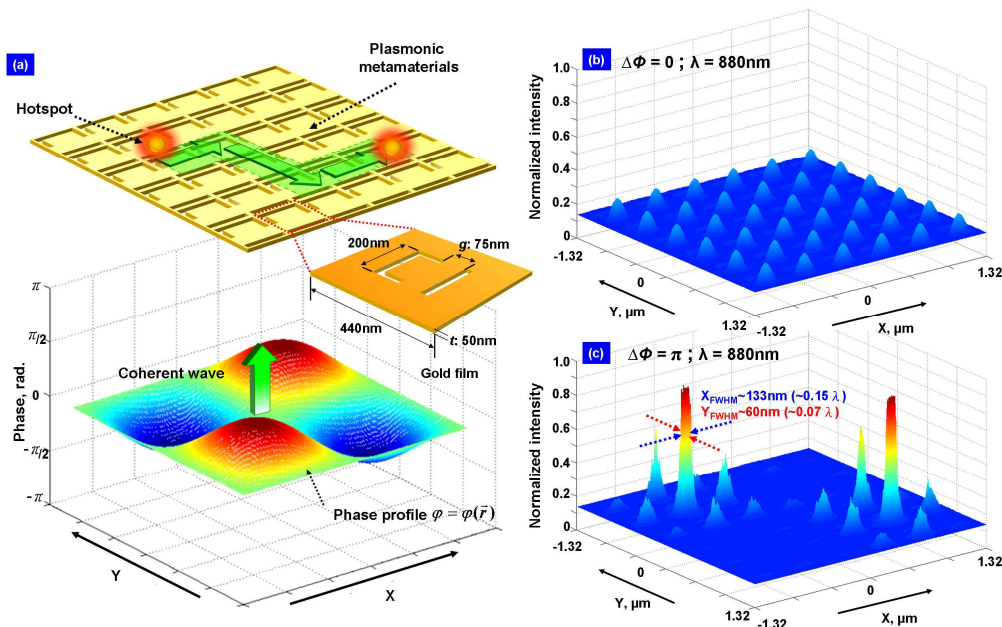 (a)
Plasmonic
metamaterials
Hotspot
200nm
g: 75nm
440nm
t: 50nm
Gold film
π
π/2
0
-π/2
-π
Phase, rad.
Coherent wave
Phase profile φ = φ(r⃗)
Y
X
(b)
ΔΦ = 0 ; λ = 880nm
Normalized intensity
1.0
0.8
0.6
0.4
0.2
0
-1.32
0
1.32
Y, µm
-1.32
0
1.32
X, µm
(c)
ΔΦ = π ; λ = 880nm
Normalized intensity
1.0
0.8
0.6
0.4
0.2
0
X_FWHM~133nm (~0.15 λ)
Y_FWHM~60nm (~0.07 λ)
-1.32
0
1.32
Y, µm
-1.32
0
1.32
X, µm